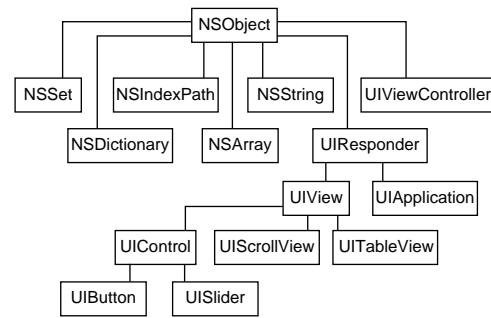 NSObject
NSSet
NSIndexPath
NSString
UIViewController
NSDictionary
NSArray
UIResponder
UIView
UIApplication
UIControl
UIScrollView
UITableView
UIButton
UISlider